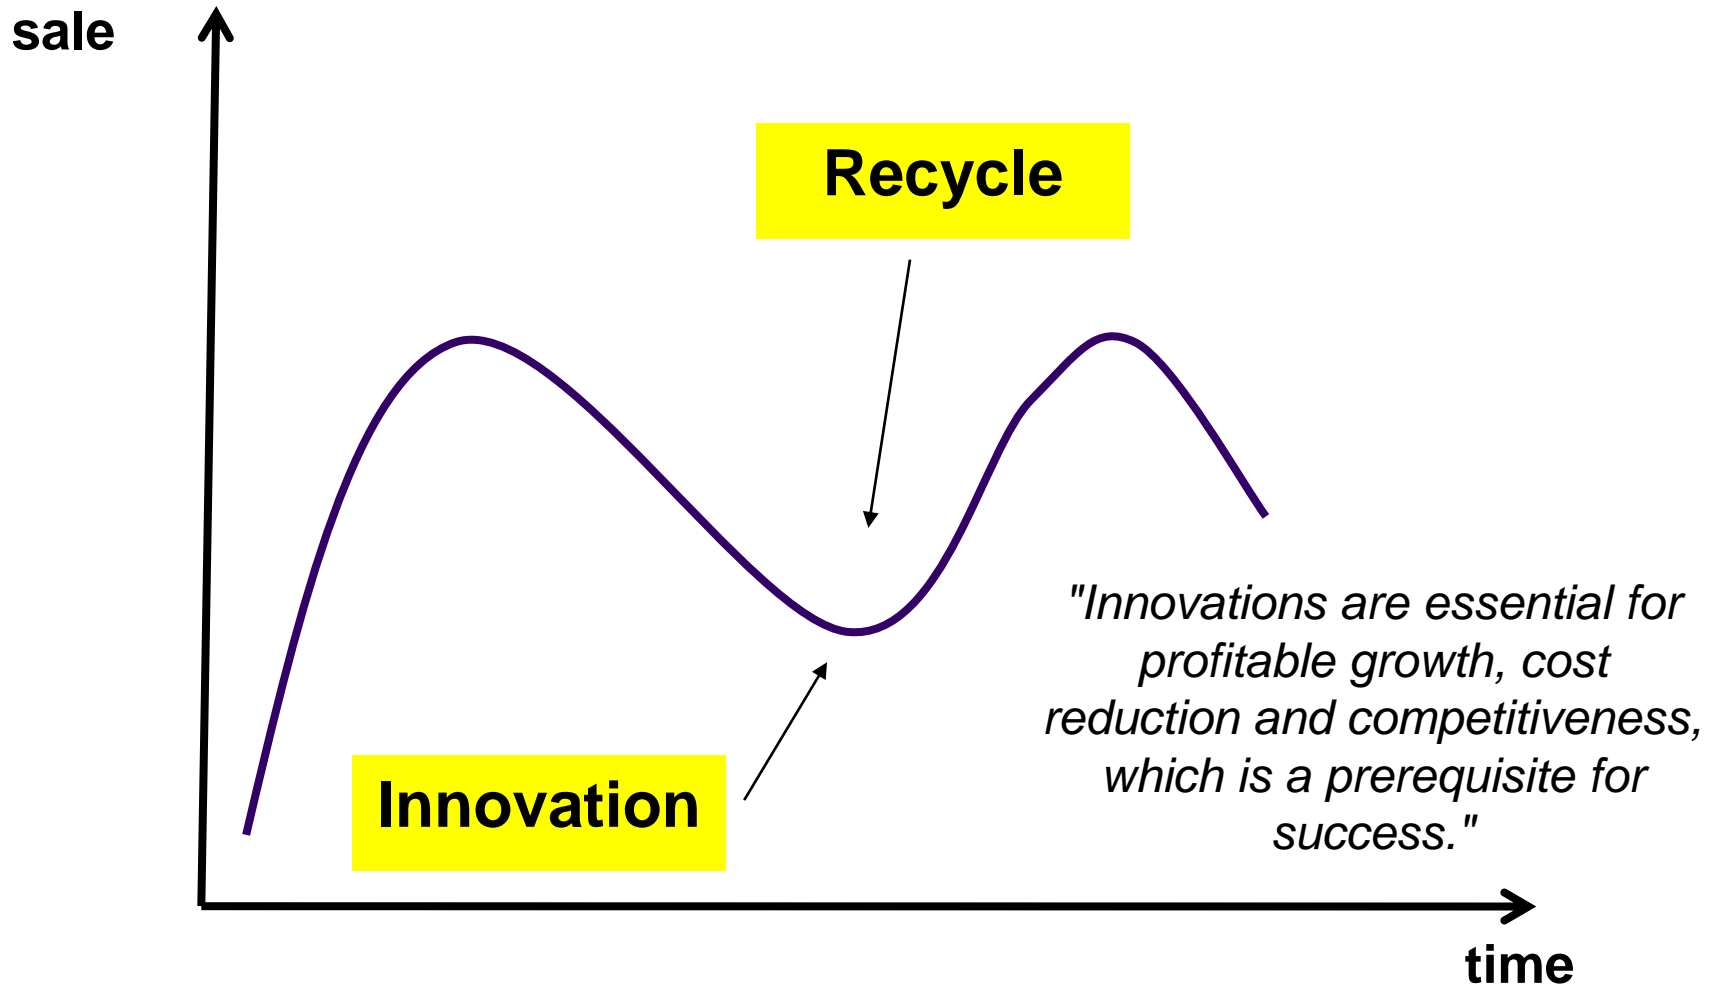 sale
Recycle
"Innovations are essential for
profitable growth, cost
reduction and competitiveness,
which is a prerequisite for
success."
Innovation
time